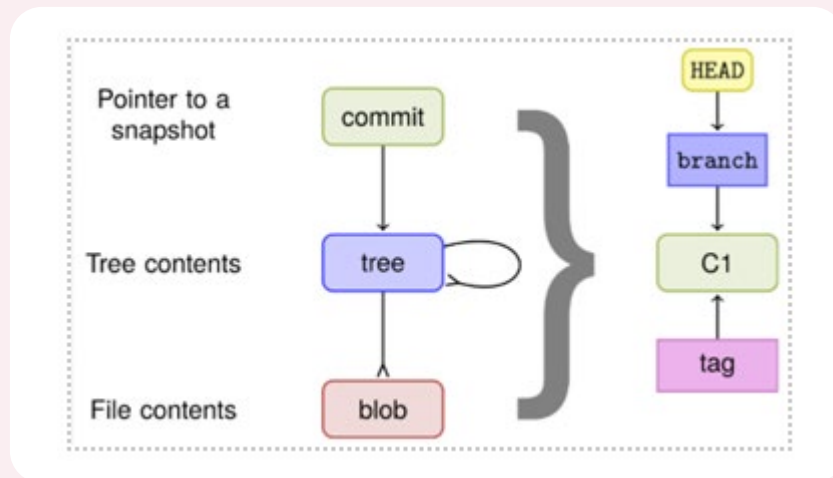 Pointer to a
snapshot
commit
Tree contents
tree
File contents
blob
HEAD
branch
C1
tag